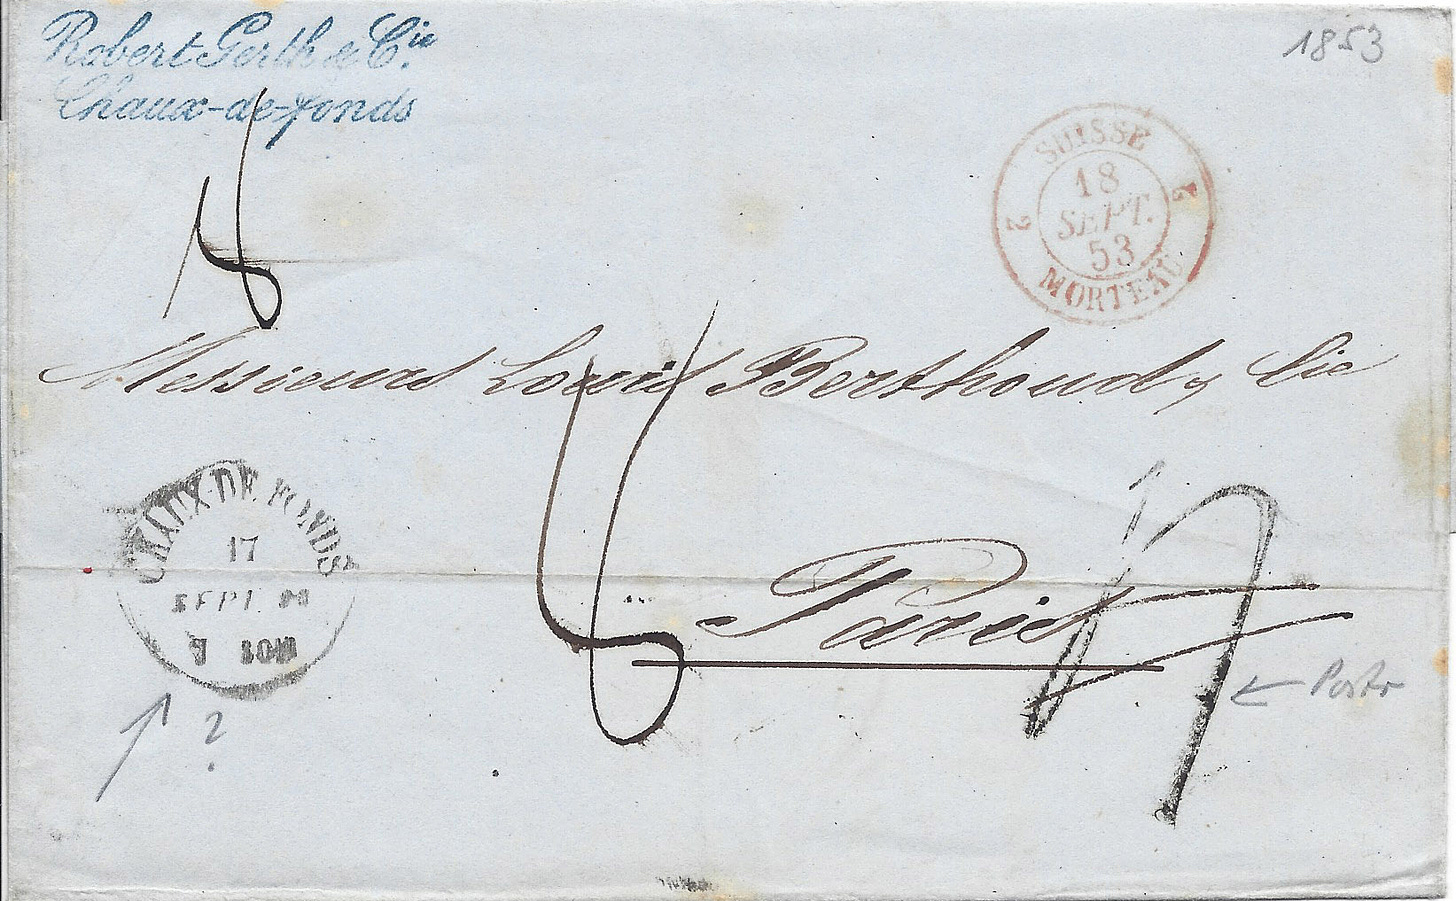 Robert Gerth & Cie
Chaux-de-fonds
1853
SUISSE
18
SEPT.
53
2 2
MORTEAU
Messieurs Louis Berthoud & Cie
CHAUX-DE-FONDS
17
SEPT.
Paris
Porto
?